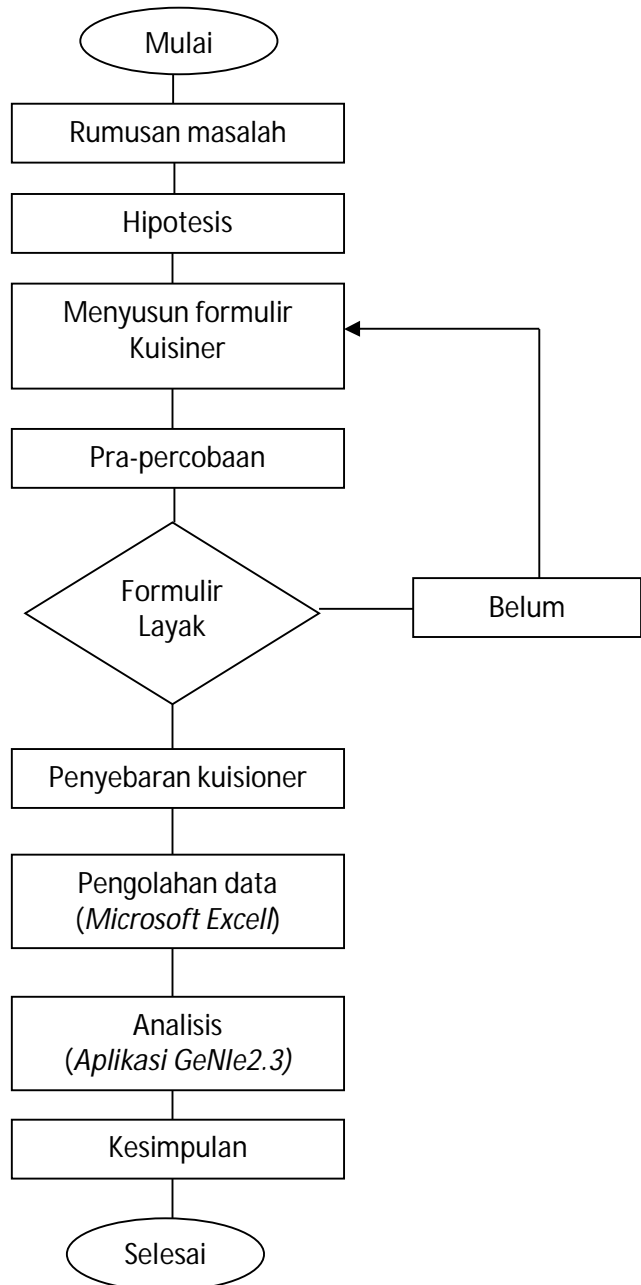 Mulai
Rumusan masalah
Hipotesis
Menyusun formulir
Kuisiner
Pra-percobaan
Formulir
Layak
Belum
Penyebaran kuisioner
Pengolahan data
(Microsoft Excell)
Analisis
(Aplikasi GeNIe2.3)
Kesimpulan
Selesai